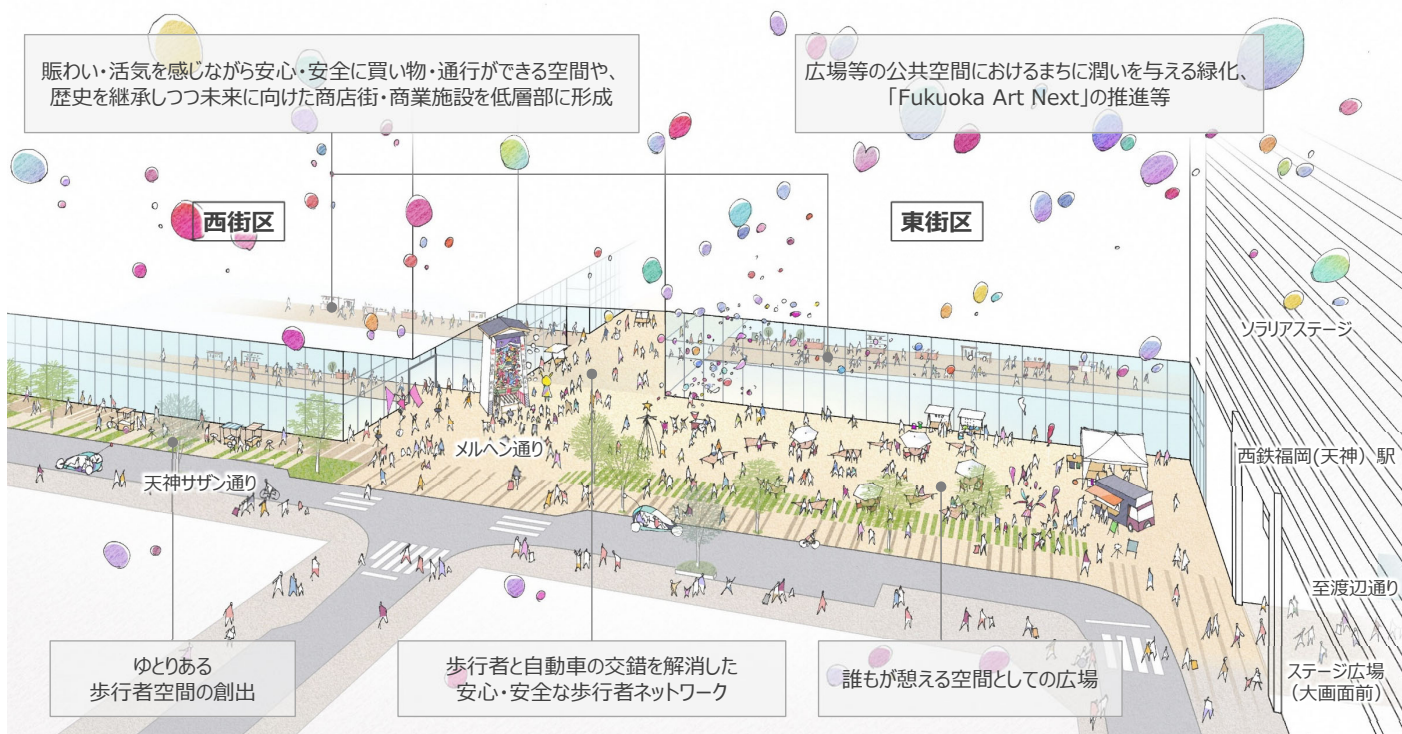 賑わい・活気を感じながら安心・安全に買い物・通行ができる空間や、
歴史を継承しつつ未来に向けた商店街・商業施設を低層部に形成
広場等の公共空間におけるまちに潤いを与える緑化、
「Fukuoka Art Next」の推進等
西街区
東街区
ソラリアステージ
メルヘン通り
西鉄福岡(天神)駅
天神サザン通り
至渡辺通り
ゆとりある
歩行者空間の創出
歩行者と自動車の交錯を解消した
安心・安全な歩行者ネットワーク
誰もが憩える空間としての広場
ステージ広場
(大画面前)